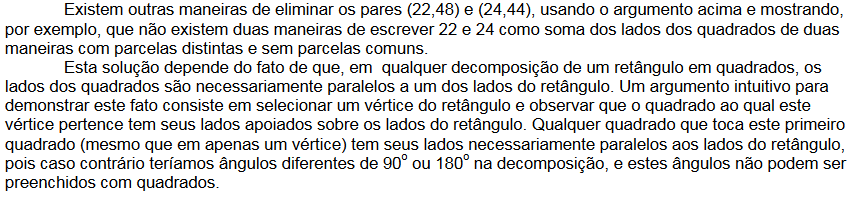 Existem outras maneiras de eliminar os pares (22,48) e (24,44), usando o argumento acima e mostrando,
por exemplo, que não existem duas maneiras de escrever 22 e 24 como soma dos lados dos quadrados de duas
maneiras com parcelas distintas e sem parcelas comuns.
Esta solução depende do fato de que, em qualquer decomposição de um retângulo em quadrados, os
lados dos quadrados são necessariamente paralelos a um dos lados do retângulo. Um argumento intuitivo para
demonstrar este fato consiste em selecionar um vértice do retângulo e observar que o quadrado ao qual este
vértice pertence tem seus lados apoiados sobre os lados do retângulo. Qualquer quadrado que toca este primeiro
quadrado (mesmo que em apenas um vértice) tem seus lados necessariamente paralelos aos lados do retângulo,
pois caso contrário teríamos ângulos diferentes de 90º ou 180º na decomposição, e estes ângulos não podem ser
preenchidos com quadrados.